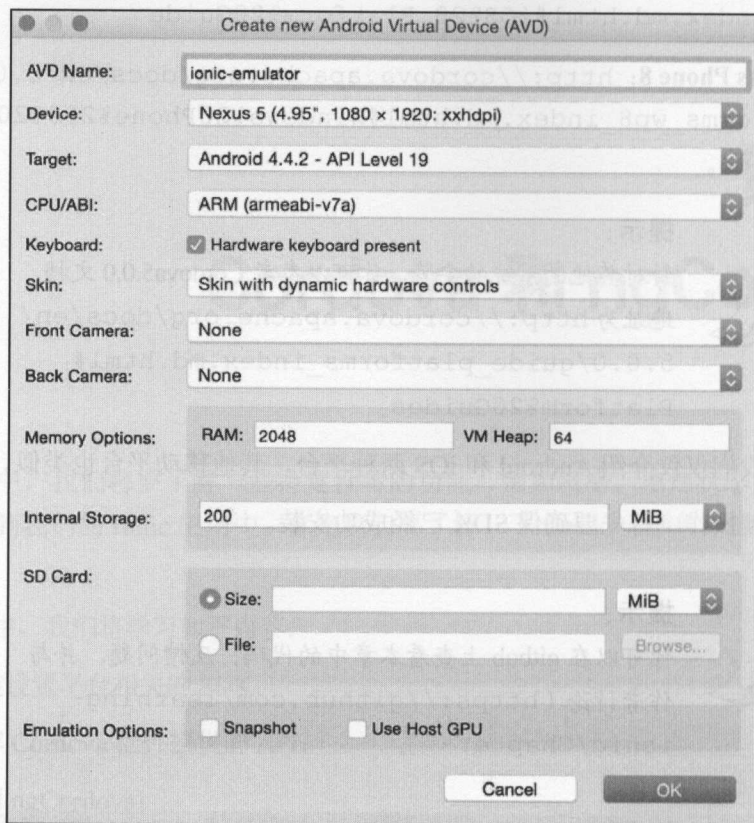 Create new Android Virtual Device (AVD)
AVD Name: ionic-emulator
Device: Nexus 5 (4.95", 1080 × 1920: xxhdpi)
Target: Android 4.4.2 - API Level 19
CPU/ABI: ARM (armeabi-v7a)
Keyboard: Hardware keyboard present
Skin: Skin with dynamic hardware controls
Front Camera: None
Back Camera: None
Memory Options: RAM: 2048 VM Heap: 64
Internal Storage: 200 MiB
SD Card:
Size: MiB
File: Browse...
Emulation Options: Snapshot Use Host GPU
Cancel OK